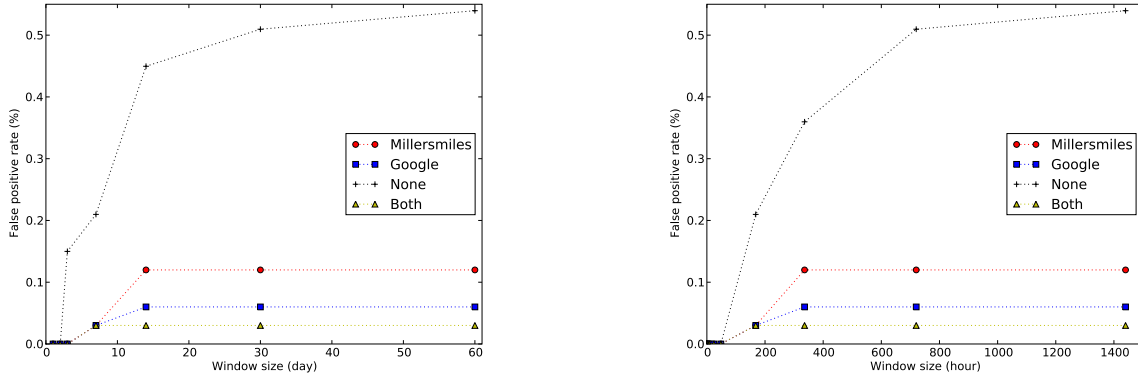 0.5
0.4
0.3
0.2
0.1
0.0
0 10 20 30 40 50 60
False positive rate (%)
Window size (day)
Millersmiles
Google
None
Both
0.5
0.4
0.3
0.2
0.1
0.0
0 200 400 600 800 1000 1200 1400
False positive rate (%)
Window size (hour)
Millersmiles
Google
None
Both